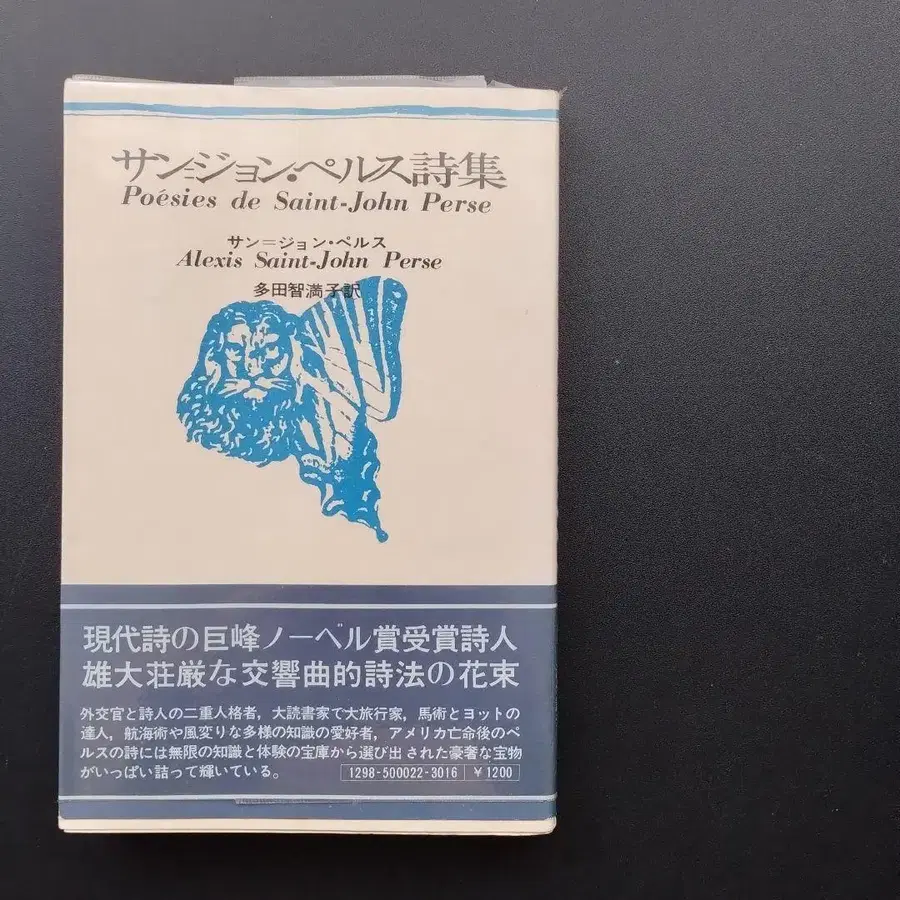 サン=ジョン・ペルス詩集
Poésies de Saint-John Perse
サン=ジョン・ペルス
Alexis Saint-John Perse
多田智満子訳
現代詩の巨峰ノーベル賞受賞詩人
雄大荘厳な交響曲的詩法の花束
外交官と詩人の二重人格者，大読書家で大旅行家，馬術とヨットの
達人，航海術や風変りな多様の知識の愛好者，アメリカ亡命後のペ
ルスの詩には無限の知識と体験の宝庫から選び出された豪奢な宝物
がいっぱい詰って輝いている。
1298-500022-3016 ￥1200